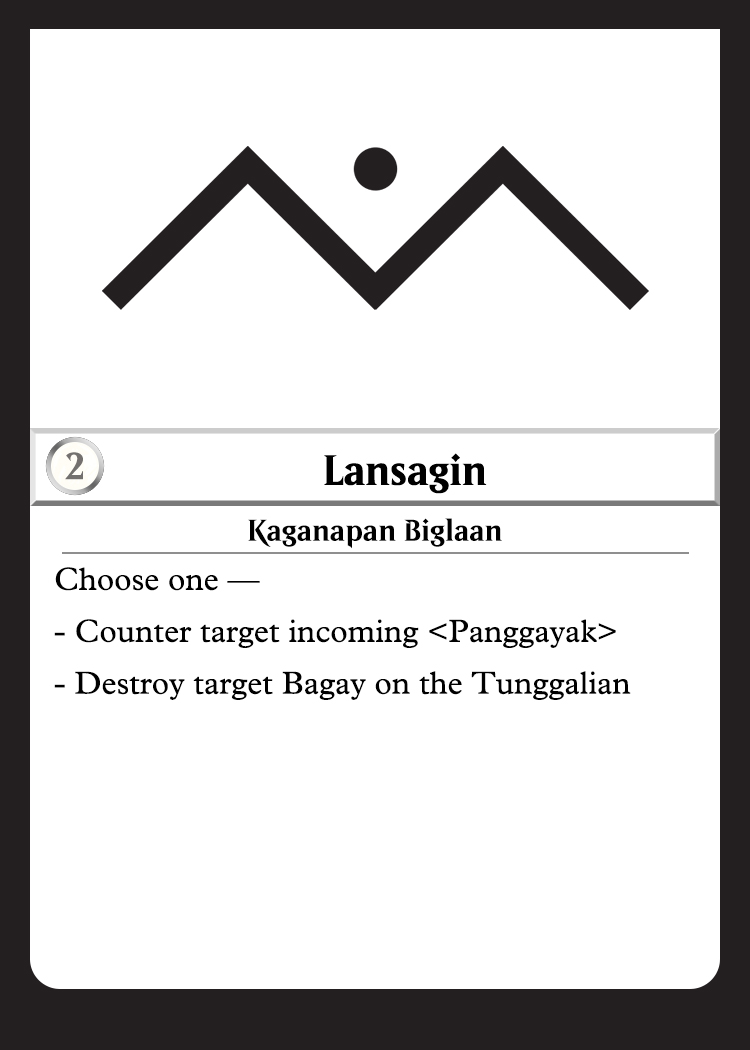 2
Lansagin
Kaganapan Biglaan
Choose one —
- Counter target incoming <Panggayak>
- Destroy target Bagay on the Tunggalian